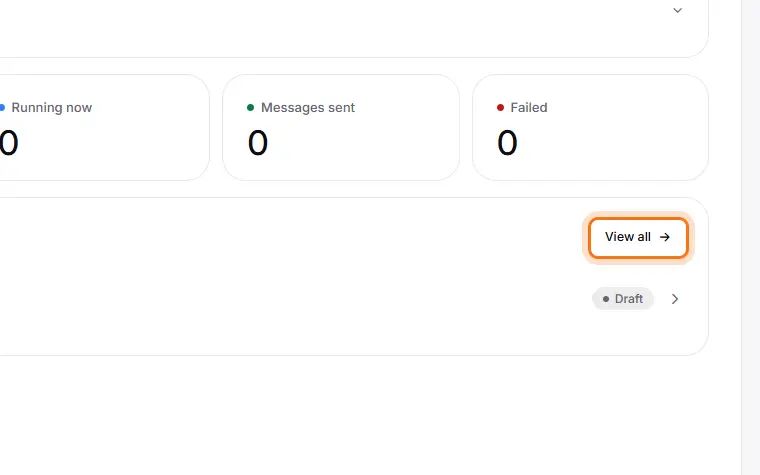 Running now
0
Messages sent
0
Failed
0
View all
Draft